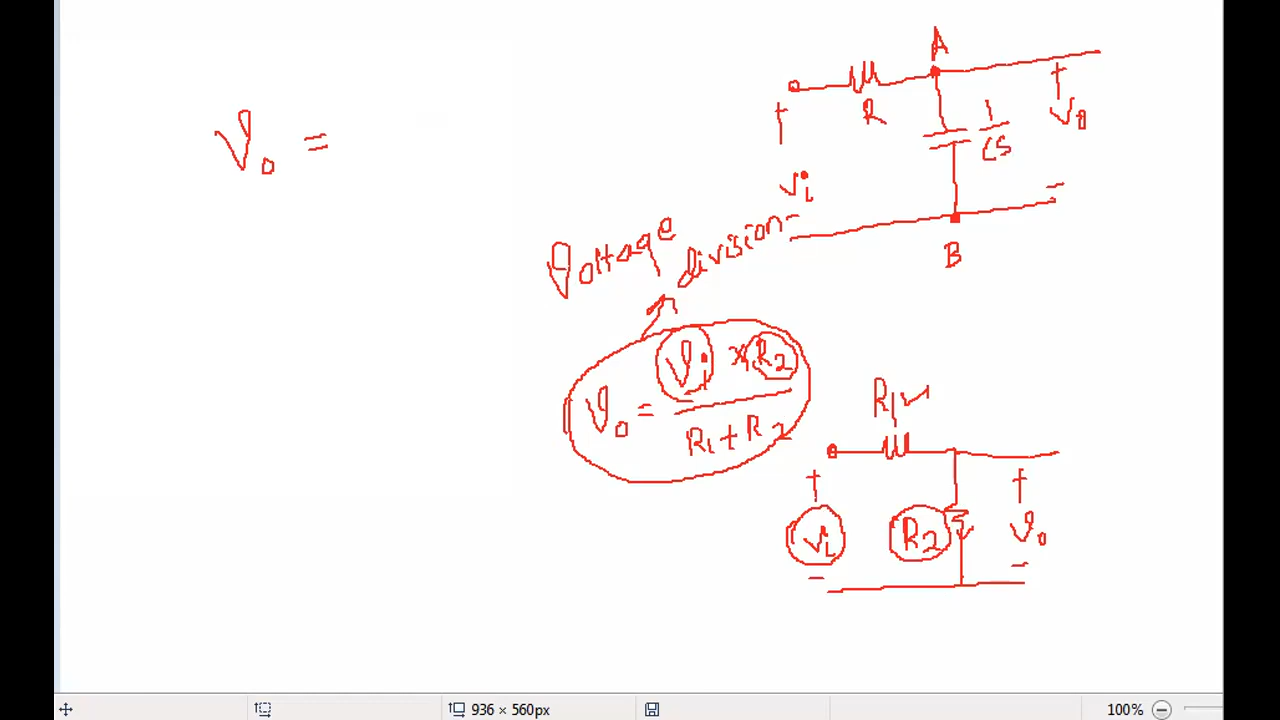 V₀ =
A
R
1/CS
+
V₀
-
+
Vi
-
B
Voltage division
V₀ = Vi × R₂ / R₁ + R₂
R₁
+
Vi
-
R₂
+
V₀
-
936 × 560px
100%